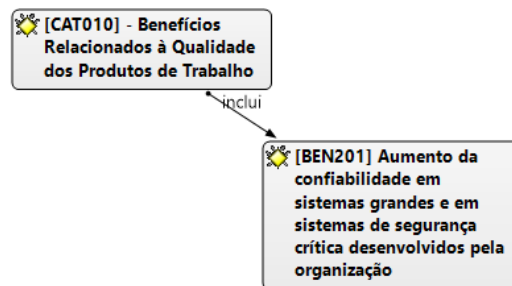 [CAT010] - Benefícios
Relacionados à Qualidade
dos Produtos de Trabalho
inclui
[BEN201] Aumento da
confiabilidade em
sistemas grandes e em
sistemas de segurança
crítica desenvolvidos pela
organização